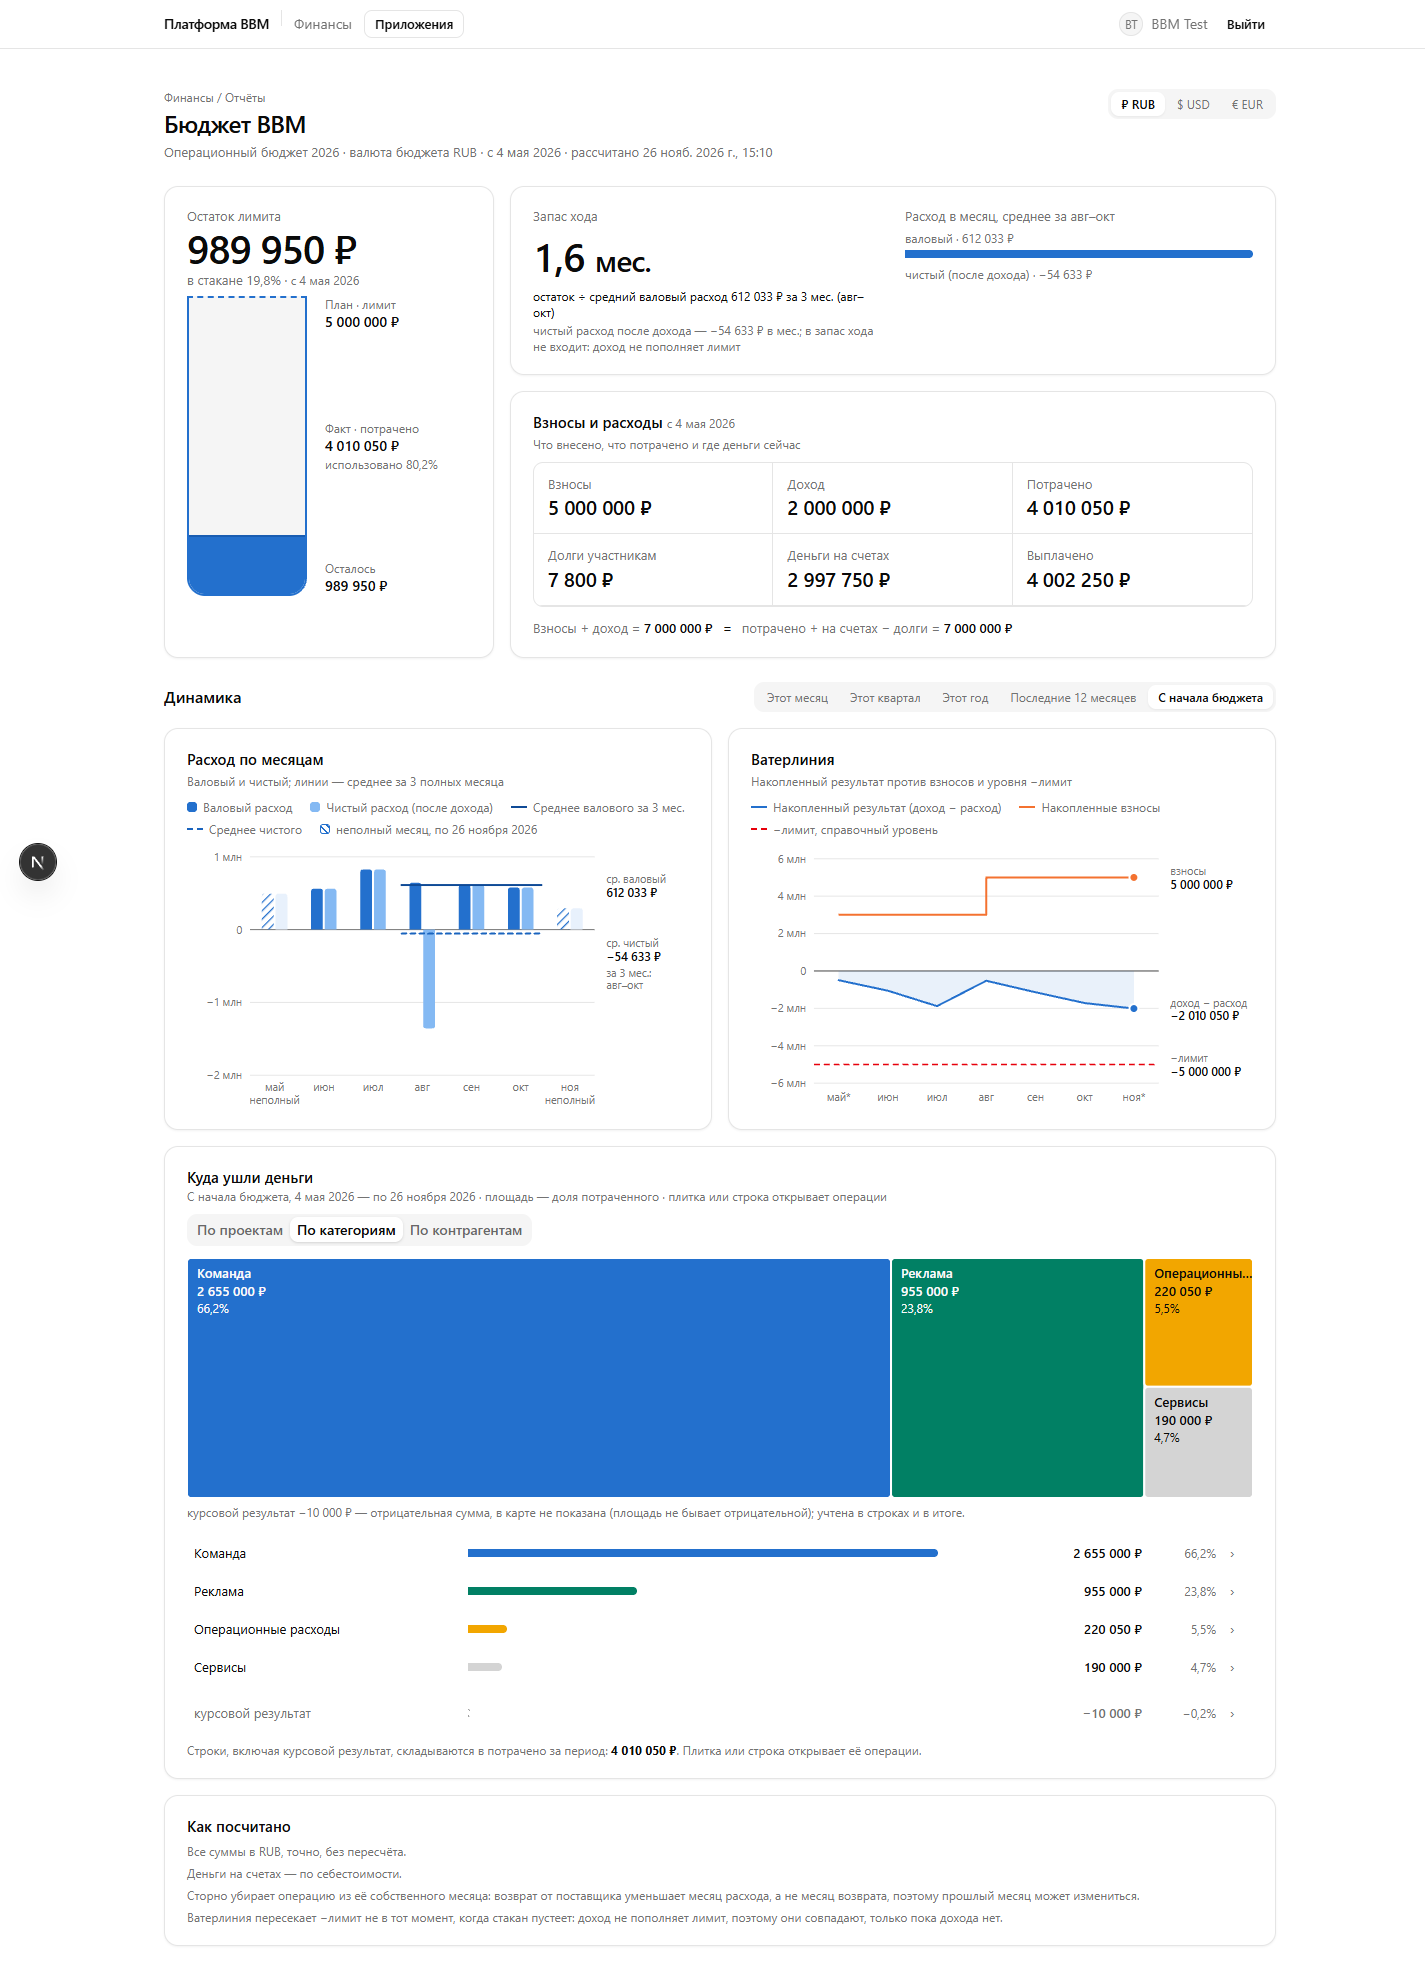 Платформа BBM
Финансы
Приложения
BT
BBM Test
Выйти
Финансы / Отчёты
₽ RUB
$ USD
€ EUR
Бюджет BBM
Операционный бюджет 2026 · валюта бюджета RUB · с 4 мая 2026 · рассчитано 26 нояб. 2026 г., 15:10
Остаток лимита
989 950 ₽
в стакане 19,8% · с 4 мая 2026
План · лимит
5 000 000 ₽
Факт · потрачено
4 010 050 ₽
использовано 80,2%
Осталось
989 950 ₽
Запас хода
1,6 мес.
остаток ÷ средний валовый расход 612 033 ₽ за 3 мес. (авг–
окт)
чистый расход после дохода — −54 633 ₽ в мес.; в запас хода
не входит: доход не пополняет лимит
Расход в месяц, среднее за авг–окт
валовый · 612 033 ₽
чистый (после дохода) · −54 633 ₽
Взносы и расходы с 4 мая 2026
Что внесено, что потрачено и где деньги сейчас
Взносы
5 000 000 ₽
Доход
2 000 000 ₽
Потрачено
4 010 050 ₽
Долги участникам
7 800 ₽
Деньги на счетах
2 997 750 ₽
Выплачено
4 002 250 ₽
Взносы + доход = 7 000 000 ₽ = потрачено + на счетах − долги = 7 000 000 ₽
Динамика
Этот месяц
Этот квартал
Этот год
Последние 12 месяцев
С начала бюджета
Расход по месяцам
Валовый и чистый; линии — среднее за 3 полных месяца
Валовый расход
Чистый расход (после дохода)
Среднее валового за 3 мес.
Среднее чистого
неполный месяц, по 26 ноября 2026
1 млн
0
−1 млн
−2 млн
ср. валовый
612 033 ₽
ср. чистый
−54 633 ₽
за 3 мес.:
авг–окт
май
неполный
июн
июл
авг
сен
окт
ноя
неполный
Ватерлиния
Накопленный результат против взносов и уровня −лимит
Накопленный результат (доход − расход)
Накопленные взносы
−лимит, справочный уровень
6 млн
4 млн
2 млн
0
−2 млн
−4 млн
−6 млн
взносы
5 000 000 ₽
доход − расход
−2 010 050 ₽
−лимит
−5 000 000 ₽
май*
июн
июл
авг
сен
окт
ноя*
Куда ушли деньги
С начала бюджета, 4 мая 2026 — по 26 ноября 2026 · площадь — доля потраченного · плитка или строка открывает операции
По проектам
По категориям
По контрагентам
Команда
2 655 000 ₽
66,2%
Реклама
955 000 ₽
23,8%
Операционны...
220 050 ₽
5,5%
Сервисы
190 000 ₽
4,7%
курсовой результат −10 000 ₽ — отрицательная сумма, в карте не показана (площадь не бывает отрицательной); учтена в строках и в итоге.
Команда 2 655 000 ₽ 66,2% ›
Реклама 955 000 ₽ 23,8% ›
Операционные расходы 220 050 ₽ 5,5% ›
Сервисы 190 000 ₽ 4,7% ›
курсовой результат −10 000 ₽ −0,2% ›
Строки, включая курсовой результат, складываются в потрачено за период: 4 010 050 ₽. Плитка или строка открывает её операции.
Как посчитано
Все суммы в RUB, точно, без пересчёта.
Деньги на счетах — по себестоимости.
Сторно убирает операцию из её собственного месяца: возврат от поставщика уменьшает месяц расхода, а не месяц возврата, поэтому прошлый месяц может измениться.
Ватерлиния пересекает −лимит не в тот момент, когда стакан пустеет: доход не пополняет лимит, поэтому они совпадают, только пока дохода нет.
N